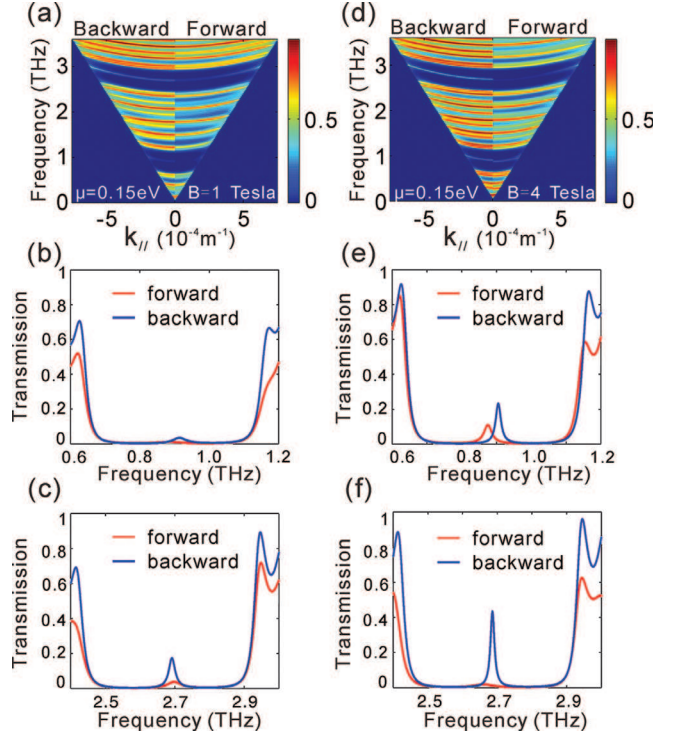 (a)
Backward Forward
Frequency (THz)
3
2
1
0
μ=0.15eV B=1 Tesla
0.5
0
-5 0 5
k// (10⁻⁴m⁻¹)
(d)
Backward Forward
Frequency (THz)
3
2
1
0
μ=0.15eV B=4 Tesla
0.5
0
-5 0 5
k// (10⁻⁴m⁻¹)
(b)
Transmission
1
0.8
0.6
0.4
0.2
0
forward
backward
0.6 0.8 1.0 1.2
Frequency (THz)
(e)
Transmission
1
0.8
0.6
0.4
0.2
0
forward
backward
0.6 0.8 1.0 1.2
Frequency (THz)
(c)
Transmission
1
0.8
0.6
0.4
0.2
0
forward
backward
2.5 2.7 2.9
Frequency (THz)
(f)
Transmission
1
0.8
0.6
0.4
0.2
0
forward
backward
2.5 2.7 2.9
Frequency (THz)